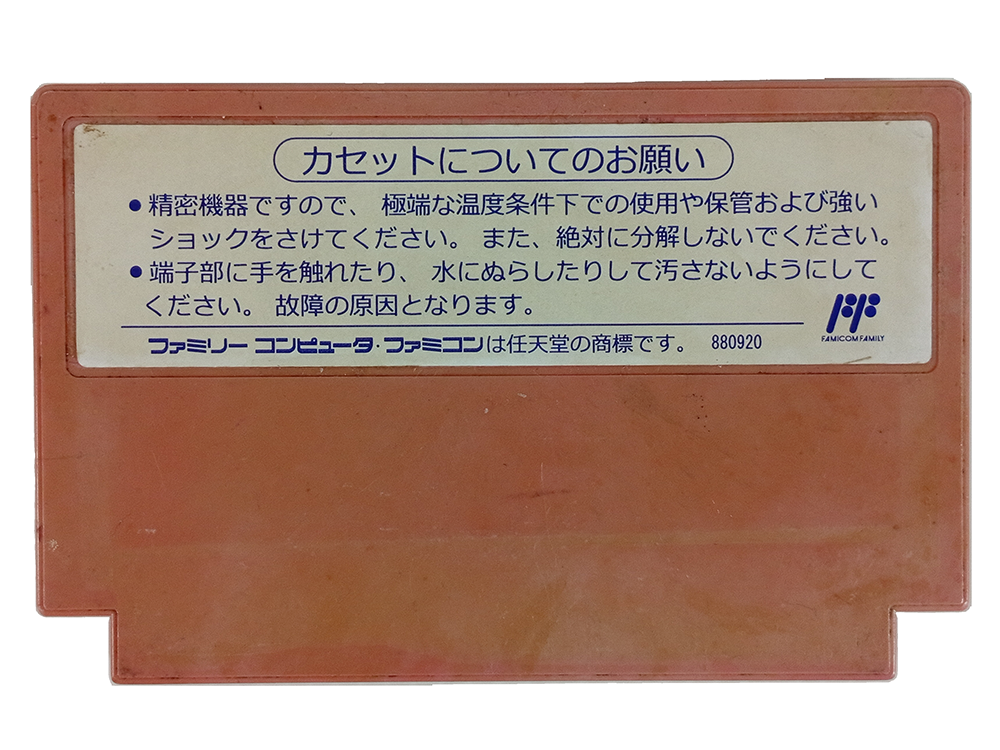 カセットについてのお願い
●精密機器ですので、極端な温度条件下での使用や保管および強い
ショックをさけてください。また、絶対に分解しないでください。
●端子部に手を触れたり、水にぬらしたりして汚さないようにして
ください。故障の原因となります。
FAMICOM FAMILY
ファミリー コンピュータ・ファミコンは任天堂の商標です。 880920